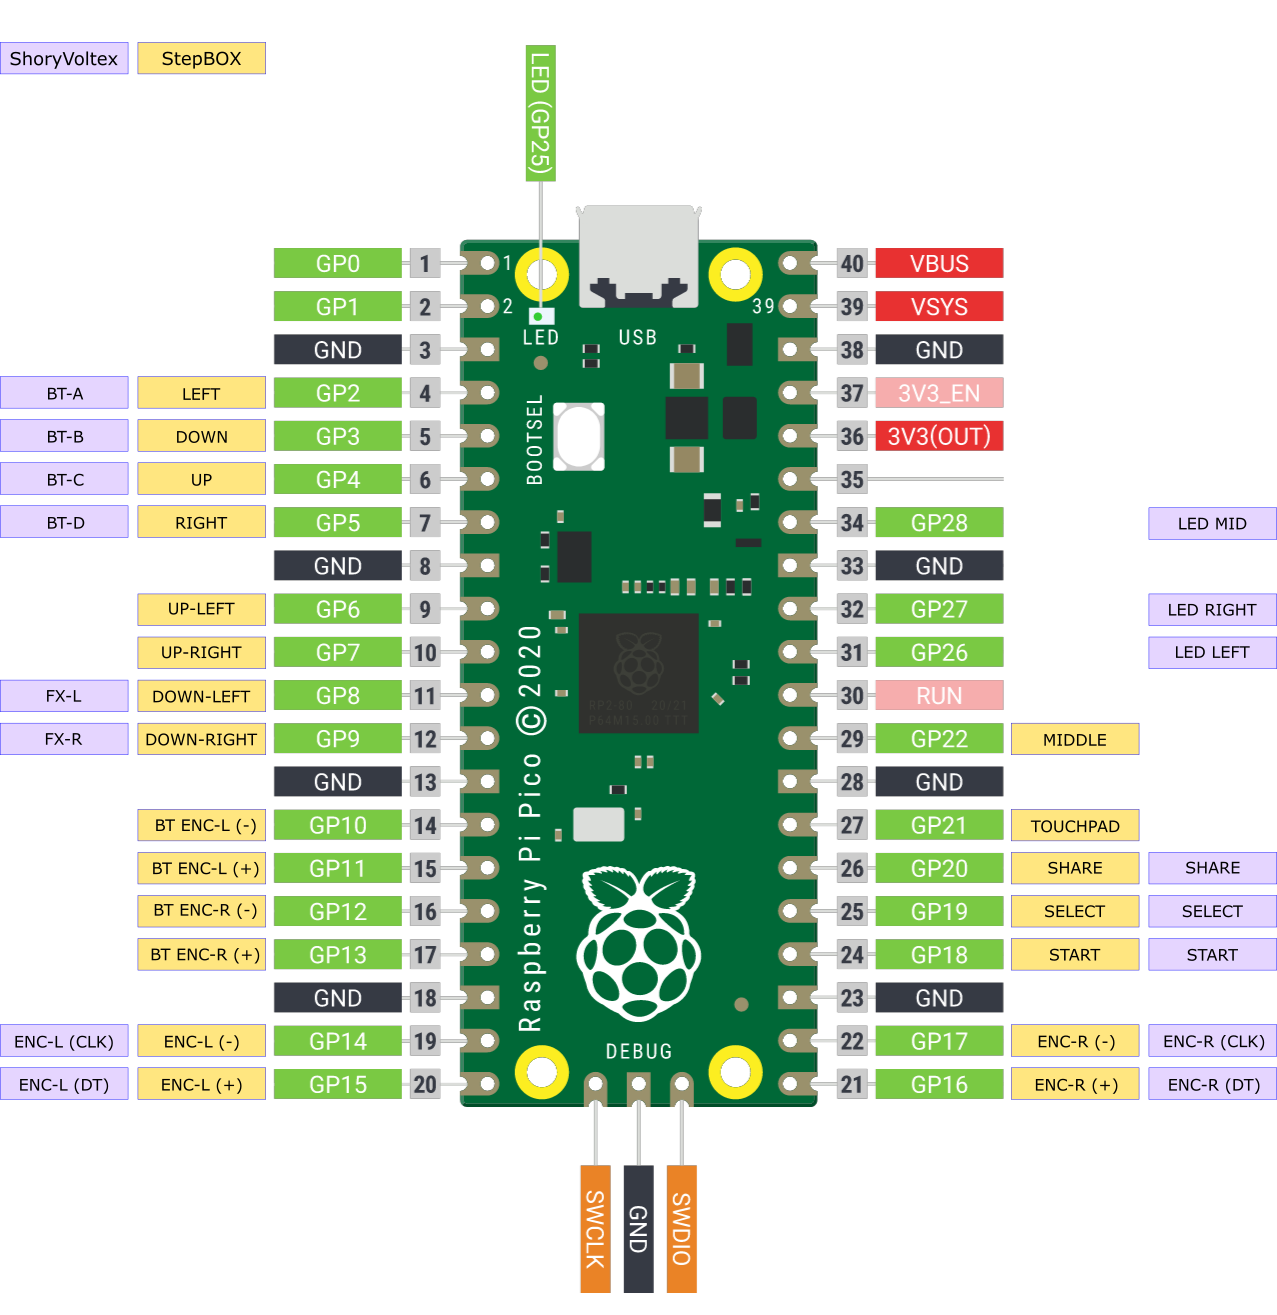 ShoryVoltex StepBOX
LED (GP25)
GP0 1 1 40 VBUS
GP1 2 2 39 39 VSYS
LED USB
GND 3 38 GND
BT-A LEFT GP2 4 37 3V3_EN
BOOTSEL
BT-B DOWN GP3 5 36 3V3(OUT)
BT-C UP GP4 6 35
BT-D RIGHT GP5 7 34 GP28 LED MID
GND 8 33 GND
UP-LEFT GP6 9 32 GP27 LED RIGHT
UP-RIGHT GP7 10 31 GP26 LED LEFT
FX-L DOWN-LEFT GP8 11 30 RUN
RP2-80 20/21
P64M15.00 TTT
FX-R DOWN-RIGHT GP9 12 29 GP22 MIDDLE
GND 13 28 GND
Raspberry Pi Pico © 2020
BT ENC-L (-) GP10 14 27 GP21 TOUCHPAD
BT ENC-L (+) GP11 15 26 GP20 SHARE SHARE
BT ENC-R (-) GP12 16 25 GP19 SELECT SELECT
BT ENC-R (+) GP13 17 24 GP18 START START
GND 18 23 GND
ENC-L (CLK) ENC-L (-) GP14 19 22 GP17 ENC-R (-) ENC-R (CLK)
DEBUG
ENC-L (DT) ENC-L (+) GP15 20 21 GP16 ENC-R (+) ENC-R (DT)
SWCLK
GND
SWDIO